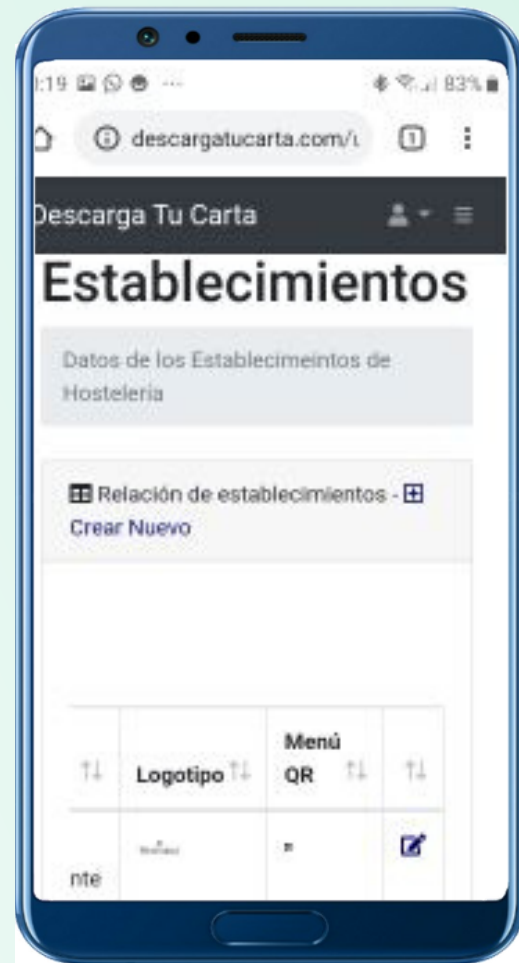 :19 ... 83%
descargatucarta.com/u 1
Descarga Tu Carta
Establecimientos
Datos de los Establecimeintos de
Hostelería
Relación de establecimientos -
Crear Nuevo
Logotipo
Menú
QR
nte